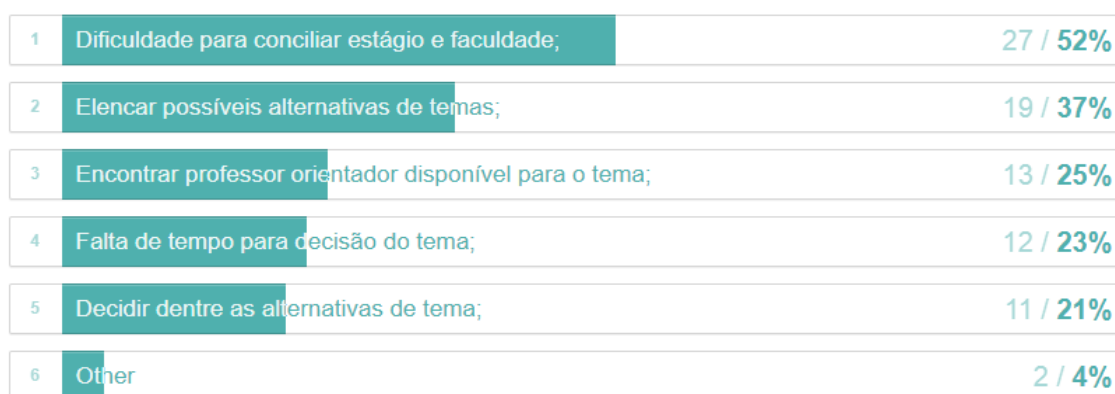 1 Dificuldade para conciliar estágio e faculdade; 27 / 52%
2 Elencar possíveis alternativas de temas; 19 / 37%
3 Encontrar professor orientador disponível para o tema; 13 / 25%
4 Falta de tempo para decisão do tema; 12 / 23%
5 Decidir dentre as alternativas de tema; 11 / 21%
6 Other 2 / 4%